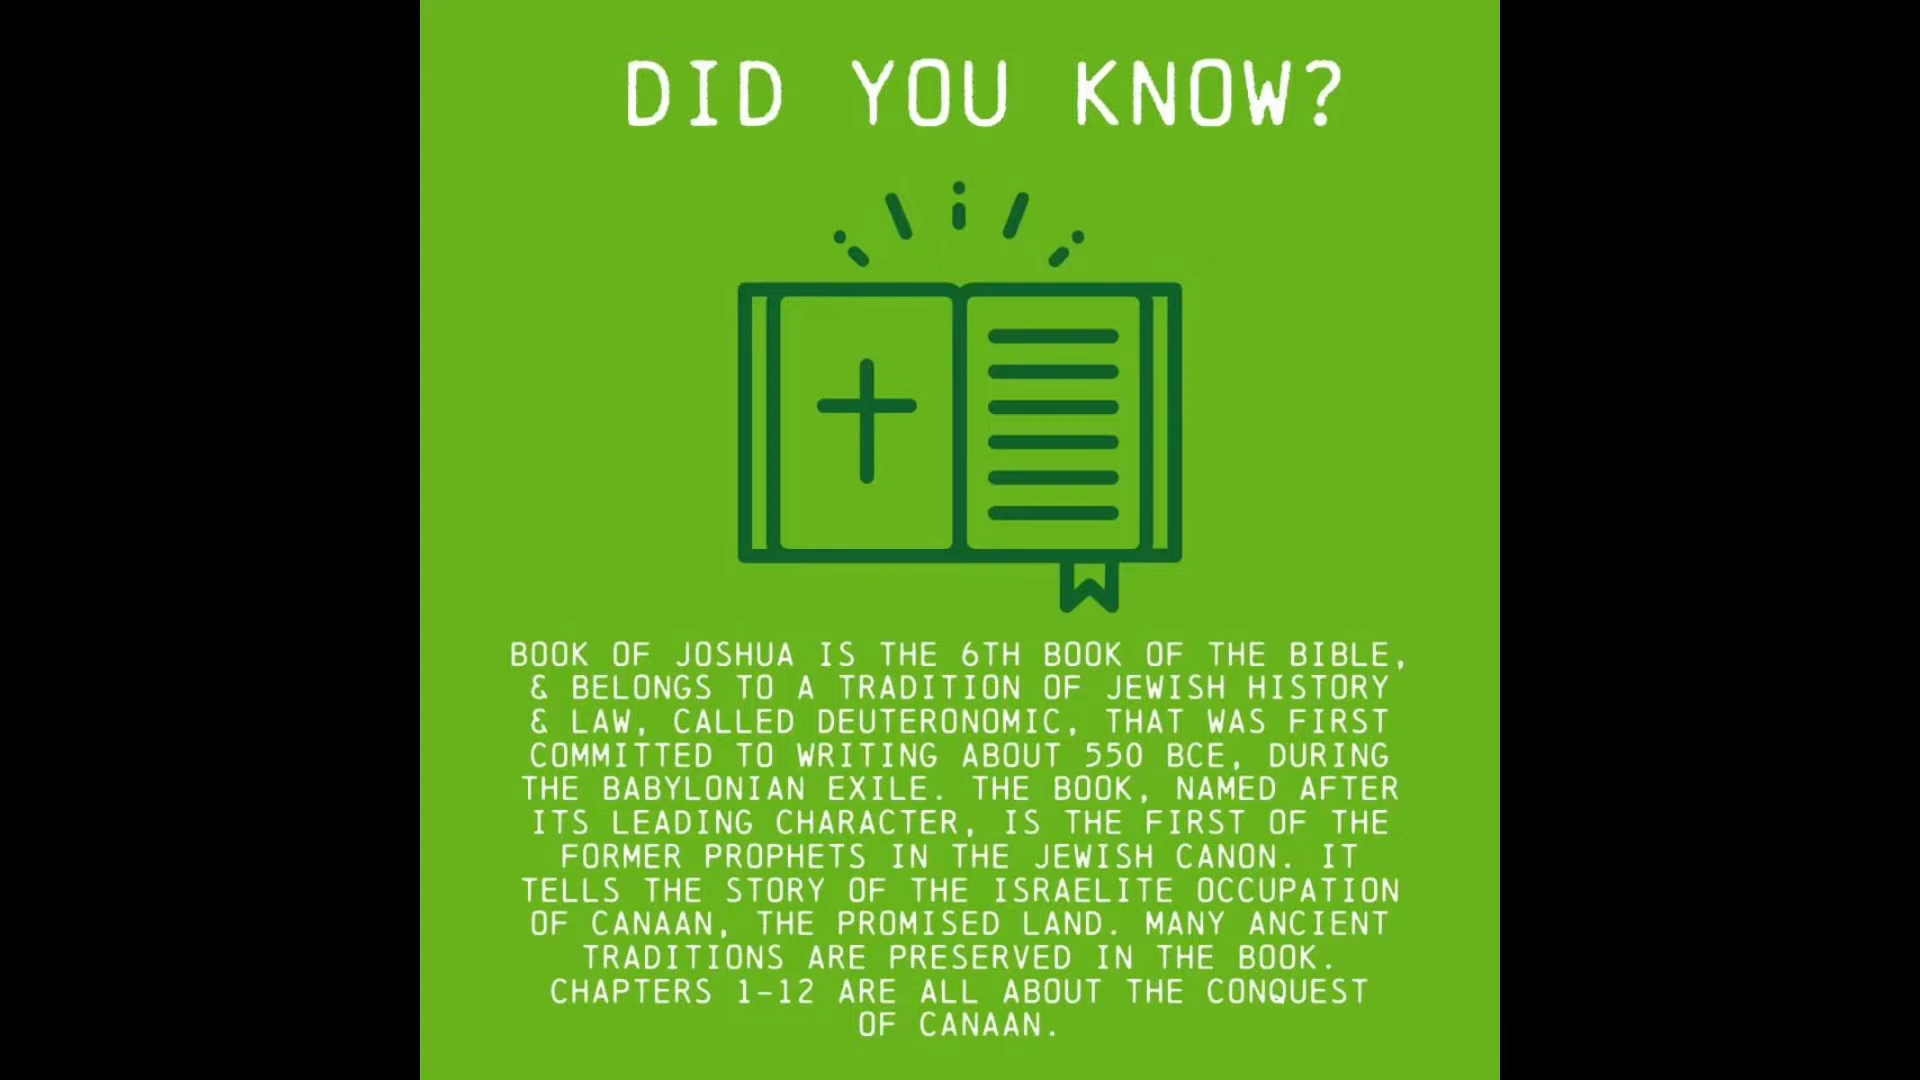 DID YOU KNOW?
BOOK OF JOSHUA IS THE 6TH BOOK OF THE BIBLE,
& BELONGS TO A TRADITION OF JEWISH HISTORY
& LAW, CALLED DEUTERONOMIC, THAT WAS FIRST
COMMITTED TO WRITING ABOUT 550 BCE, DURING
THE BABYLONIAN EXILE. THE BOOK, NAMED AFTER
ITS LEADING CHARACTER, IS THE FIRST OF THE
FORMER PROPHETS IN THE JEWISH CANON. IT
TELLS THE STORY OF THE ISRAELITE OCCUPATION
OF CANAAN, THE PROMISED LAND. MANY ANCIENT
TRADITIONS ARE PRESERVED IN THE BOOK.
CHAPTERS 1-12 ARE ALL ABOUT THE CONQUEST
OF CANAAN.